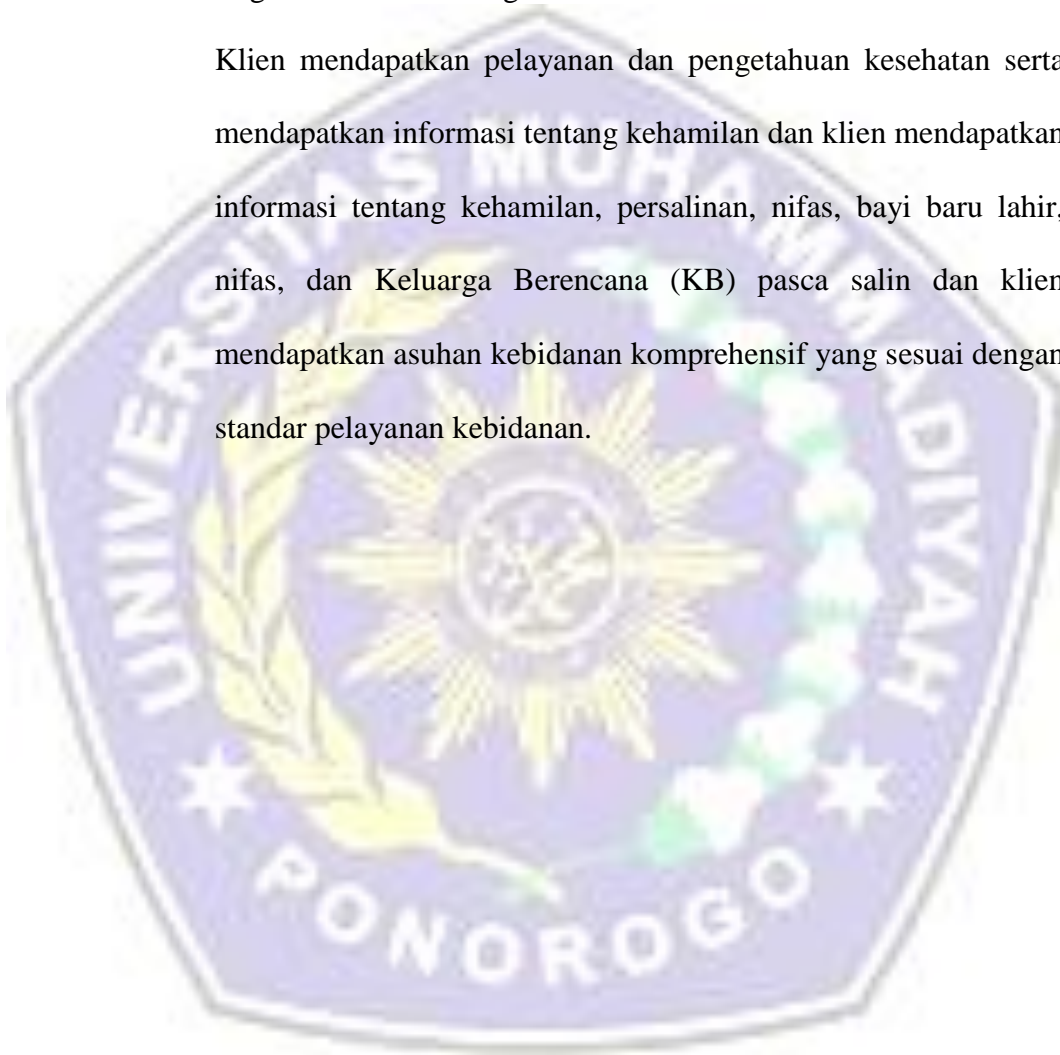 Klien mendapatkan pelayanan dan pengetahuan kesehatan serta
mendapatkan informasi tentang kehamilan dan klien mendapatkan
informasi tentang kehamilan, persalinan, nifas, bayi baru lahir,
nifas, dan Keluarga Berencana (KB) pasca salin dan klien
mendapatkan asuhan kebidanan komprehensif yang sesuai dengan
standar pelayanan kebidanan.
UNIVERSITAS MUHAMMADIYAH
PONOROGO